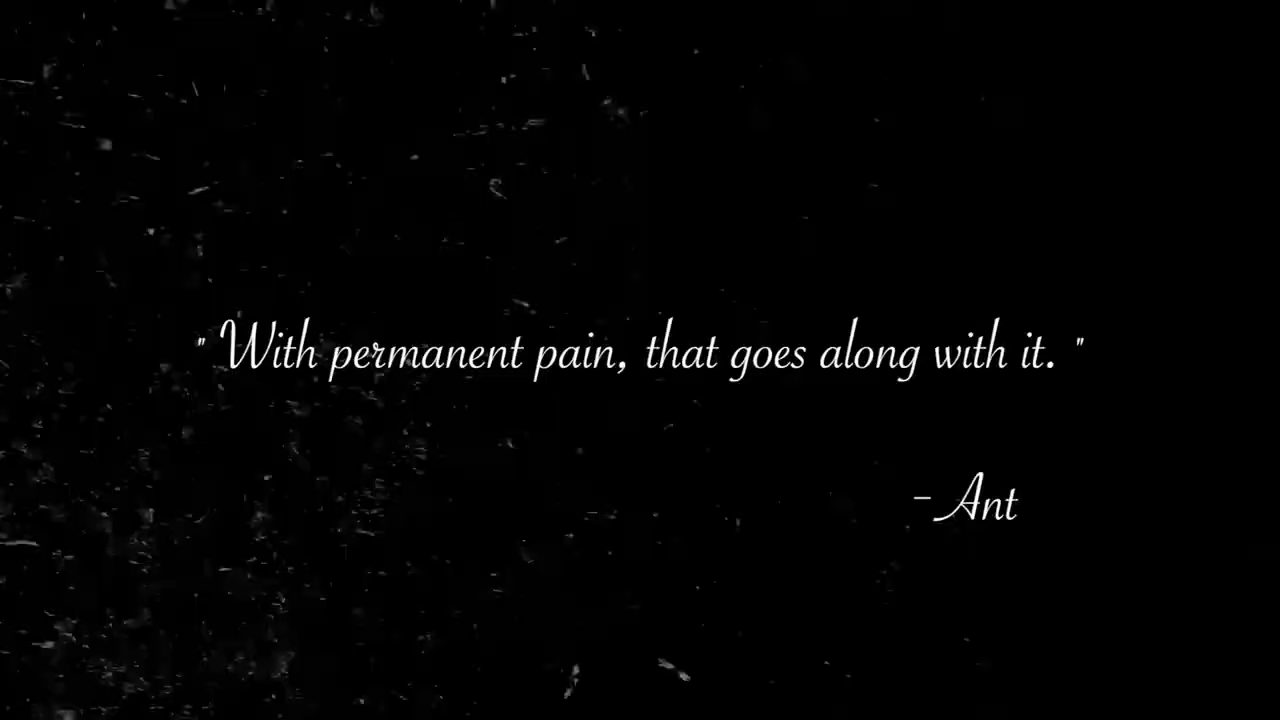 " With permanent pain, that goes along with it. "
- Ant